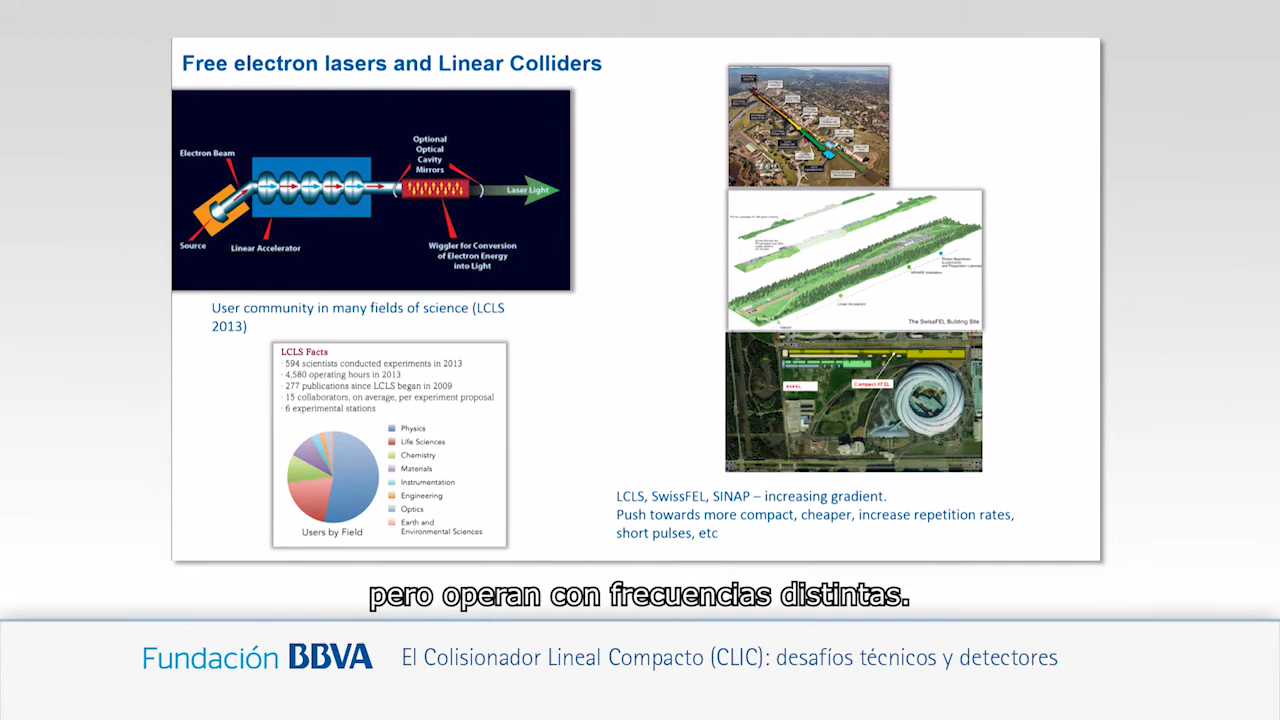 Free electron lasers and Linear Colliders
Electron Beam
Optional
Optical
Cavity
Mirrors
Laser Light
Source
Linear Accelerator
Wiggler for Conversion
of Electron Energy
into Light
User community in many fields of science (LCLS
2013)
LCLS Facts
· 594 scientists conducted experiments in 2013
· 4,580 operating hours in 2013
· 277 publications since LCLS began in 2009
· 15 collaborators, on average, per experiment proposal
· 6 experimental stations
Physics
Life Sciences
Chemistry
Materials
Instrumentation
Engineering
Optics
Earth and
Environmental Sciences
Users by Field
Linear Accelerator
The SwissFEL Building Site
Compact XFEL
LCLS, SwissFEL, SINAP – increasing gradient.
Push towards more compact, cheaper, increase repetition rates,
short pulses, etc
pero operan con frecuencias distintas.
Fundación BBVA
El Colisionador Lineal Compacto (CLIC): desafíos técnicos y detectores